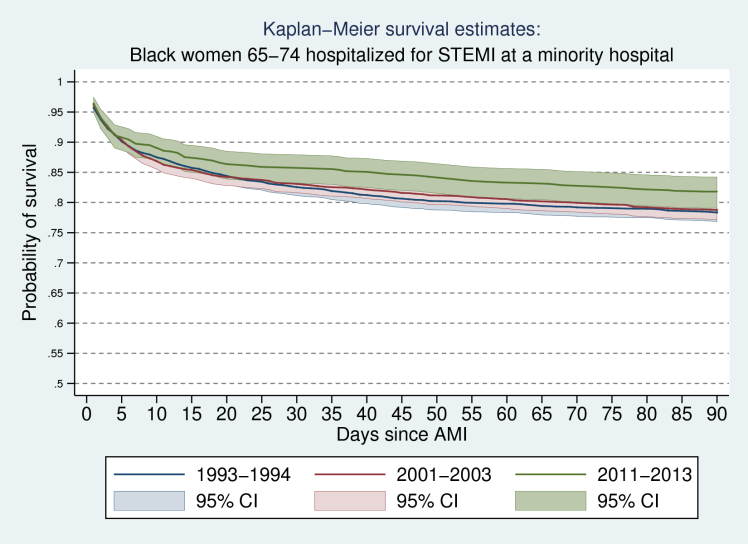 Kaplan−Meier survival estimates:
Black women 65−74 hospitalized for STEMI at a minority hospital
Probability of survival
1
.95
.9
.85
.8
.75
.7
.65
.6
.55
.5
0 5 10 15 20 25 30 35 40 45 50 55 60 65 70 75 80 85 90
Days since AMI
1993−1994 2001−2003 2011−2013
95% CI 95% CI 95% CI